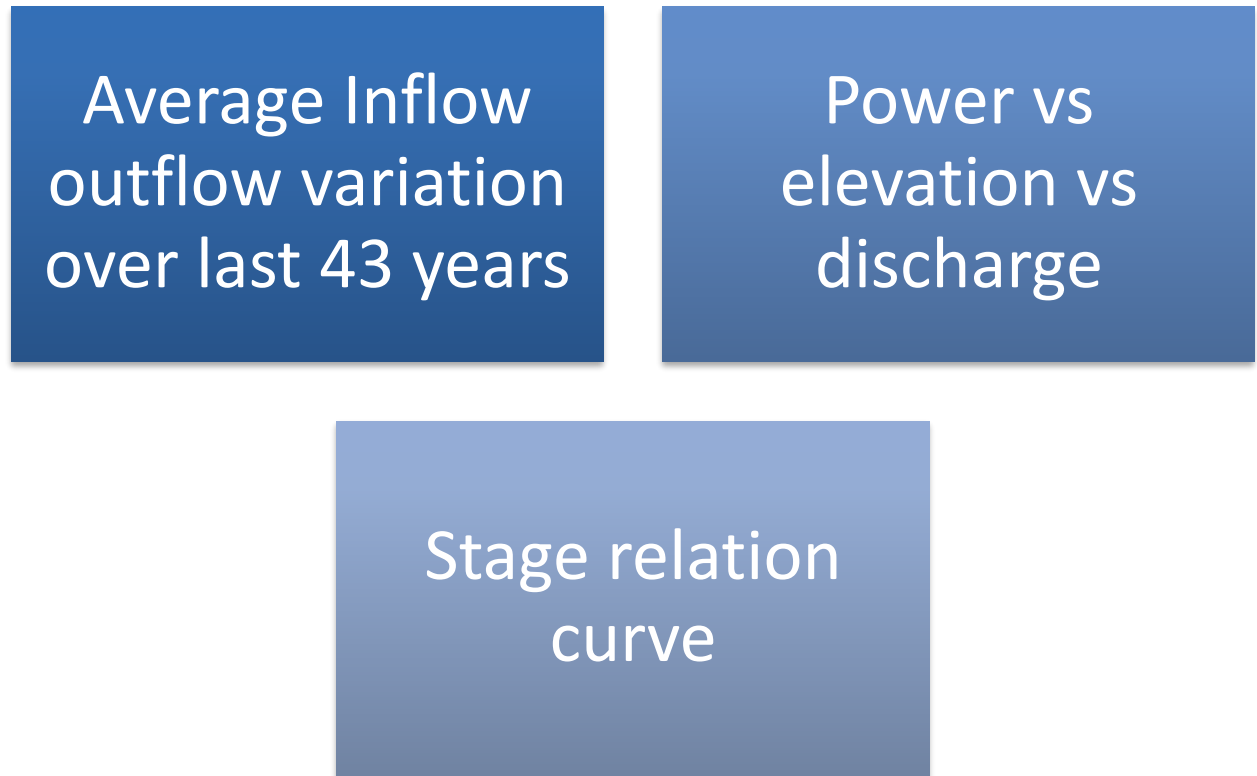 Average Inflow
outflow variation
over last 43 years
Power vs
elevation vs
discharge
Stage relation
curve